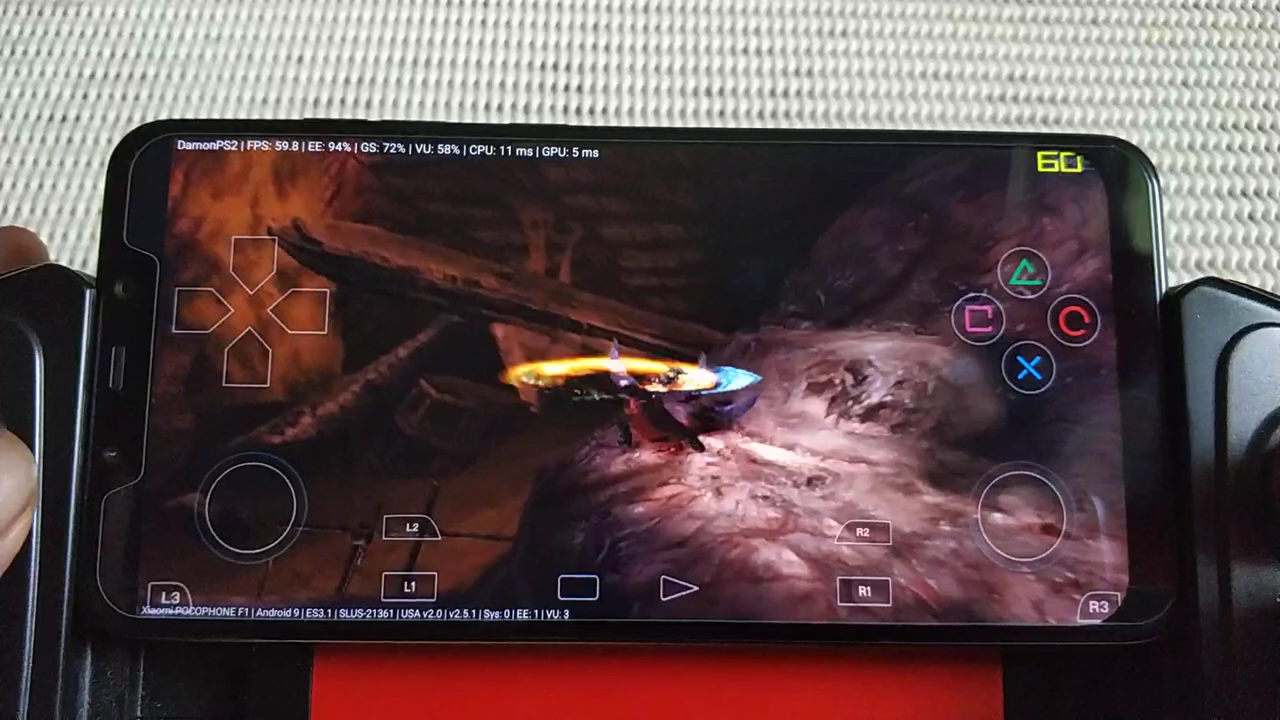 DamonPS2 | FPS: 59.8 | EE: 94% | GS: 72% | VU: 58% | CPU: 11 ms | GPU: 5 ms
60
L2
R2
L1
R1
L3
R3
Xiaomi POCOPHONE F1 | Android 9 | ES3.1 | SLUS-21361 | USA v2.0 | v2.5.1 | Sys: 0 | EE: 1 | VU: 3